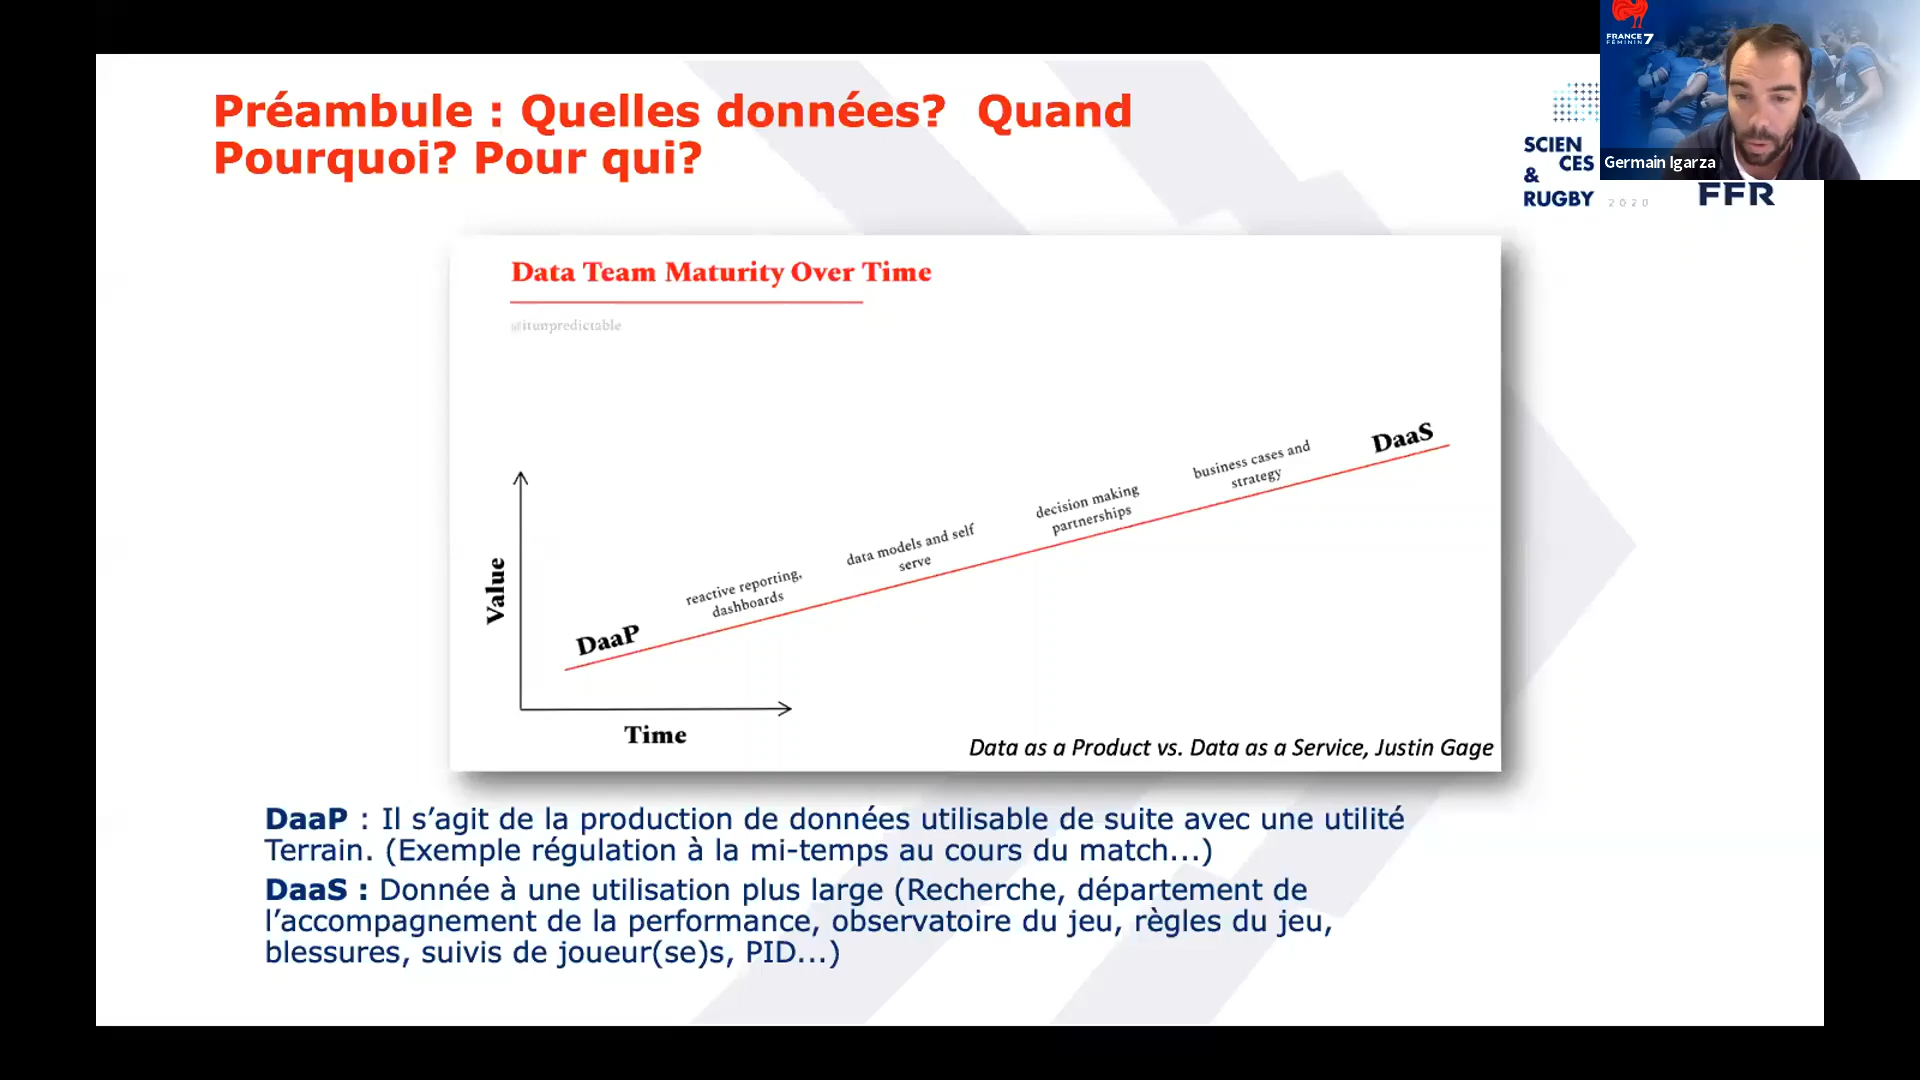 Préambule : Quelles données?  Quand
Pourquoi? Pour qui?
FRANCE 7
FÉMININ
Germain Igarza
SCIEN
CES
&
RUGBY
2020
FFR
Data Team Maturity Over Time
@itunpredictable
Value
Time
DaaP
reactive reporting,
dashboards
data models and self
serve
decision making
partnerships
business cases and
strategy
DaaS
Data as a Product vs. Data as a Service, Justin Gage
DaaP : Il s’agit de la production de données utilisable de suite avec une utilité
Terrain. (Exemple régulation à la mi-temps au cours du match...)
DaaS : Donnée à une utilisation plus large (Recherche, département de
l’accompagnement de la performance, observatoire du jeu, règles du jeu,
blessures, suivis de joueur(se)s, PID...)